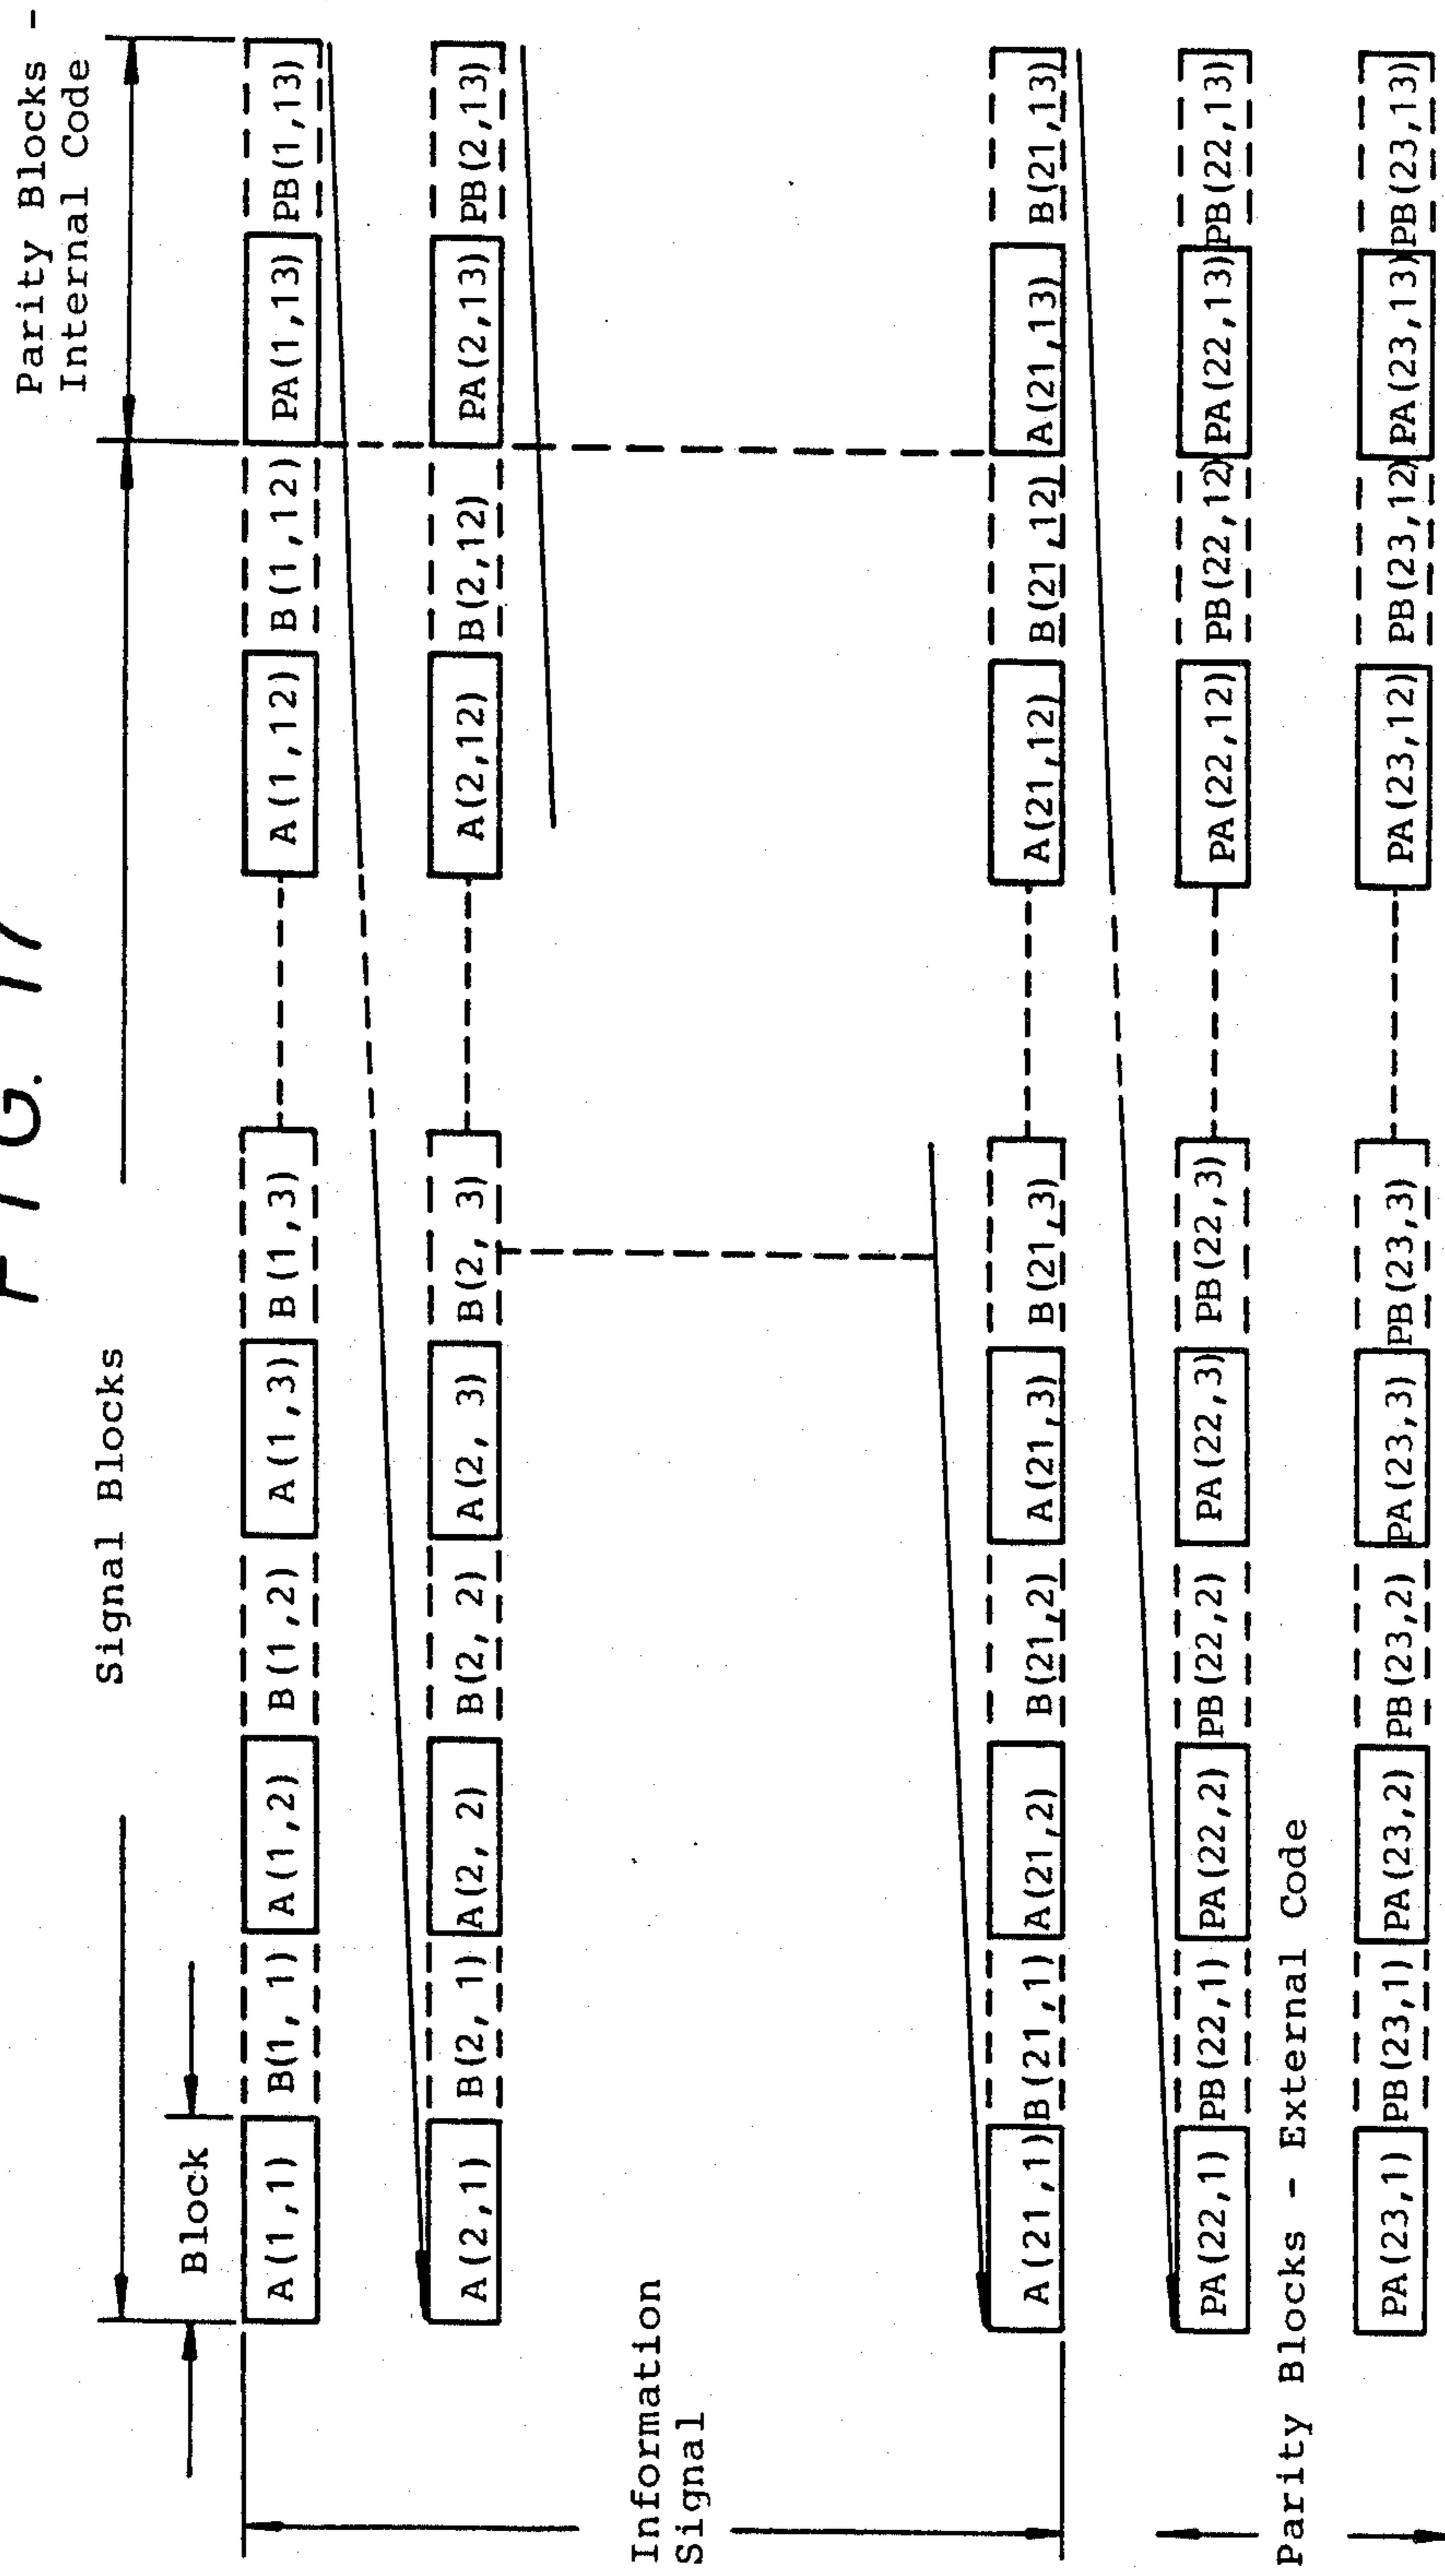 FIG. 17
Parity Blocks -
Internal Code
Signal Blocks
Block
A(1,1) B(1,1) A(1,2) B(1,2) A(1,3) B(1,3) A(1,12) B(1,12) PA(1,13) PB(1,13)
A(2,1) B(2,1) A(2,2) B(2,2) A(2,3) B(2,3) A(2,12) B(2,12) PA(2,13) PB(2,13)
Information
Signal
A(21,1) B(21,1) A(21,2) B(21,2) A(21,3) B(21,3) A(21,12) B(21,12) A(21,13) B(21,13)
PA(22,1) PB(22,1) PA(22,2) PB(22,2) PA(22,3) PB(22,3) PA(22,12) PB(22,12) PA(22,13) PB(22,13)
Parity Blocks - External Code
PA(23,1) PB(23,1) PA(23,2) PB(23,2) PA(23,3) PB(23,3) PA(23,12) PB(23,12) PA(23,13) PB(23,13)